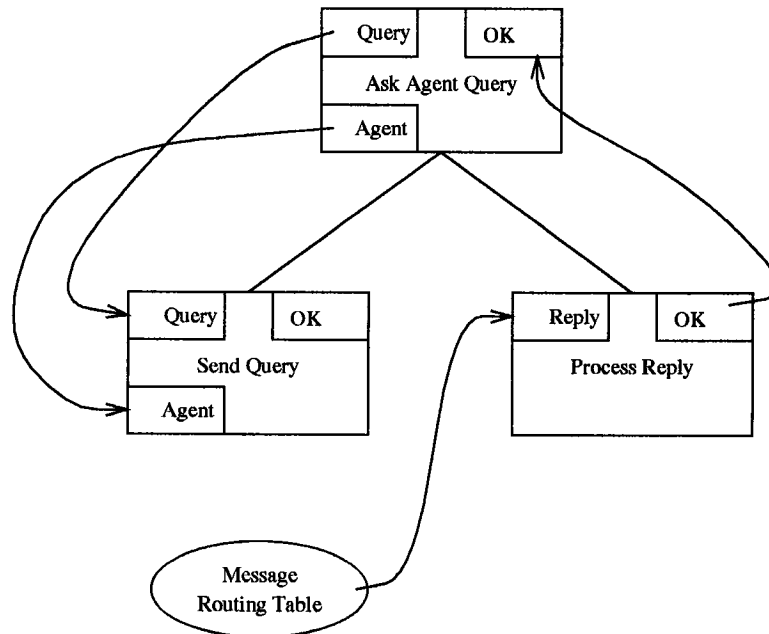 Query
OK
Ask Agent Query
Agent
Query
OK
Send Query
Agent
Reply
OK
Process Reply
Message
Routing Table